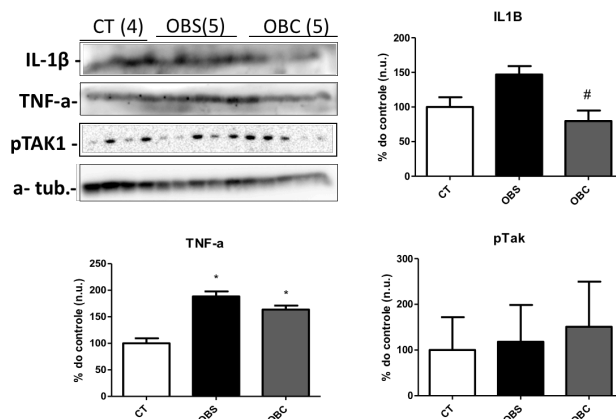 CT (4) OBS(5) OBC (5)
IL-1β -
TNF-a-
pTAK1 -
a- tub.-
IL1B
% do controle (n.u.)
200
150
100
50
0
#
CT OBS OBC
TNF-a
% do controle (n.u.)
250
200
150
100
50
0
* *
CT OBS OBC
pTak
% do controle (n.u.)
300
200
100
0
CT OBS OBC